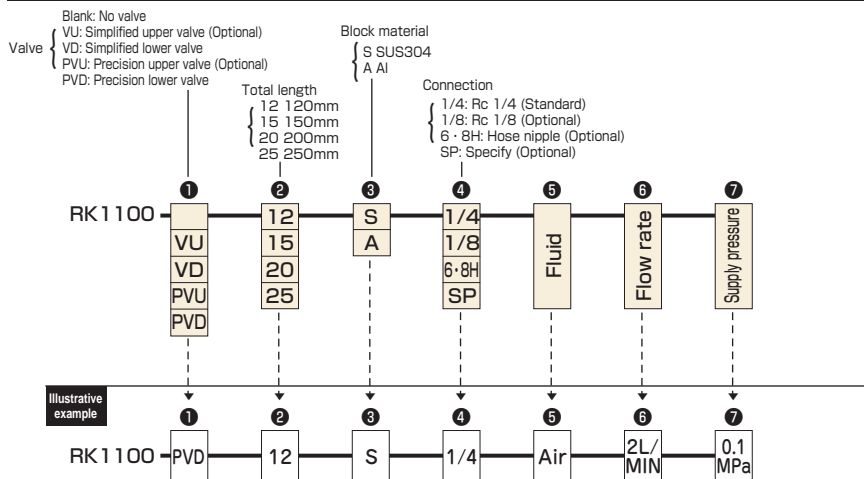 Blank: No valve
VU: Simplified upper valve (Optional)
Valve { VD: Simplified lower valve
PVU: Precision upper valve (Optional)
PVD: Precision lower valve
Block material
S SUS304
A Al
Total length
12 120mm
15 150mm
20 200mm
25 250mm
Connection
1/4: Rc 1/4 (Standard)
1/8: Rc 1/8 (Optional)
6・8H: Hose nipple (Optional)
SP: Specify (Optional)
❶ ❷ ❸ ❹ ❺ ❻ ❼
RK1100 12 S 1/4 Fluid Flow rate Supply pressure
VU 15 A 1/8
VD 20 6・8H
PVU 25 SP
PVD
Illustrative
example
❶ ❷ ❸ ❹ ❺ ❻ ❼
RK1100 PVD 12 S 1/4 Air 2L/MIN 0.1 MPa